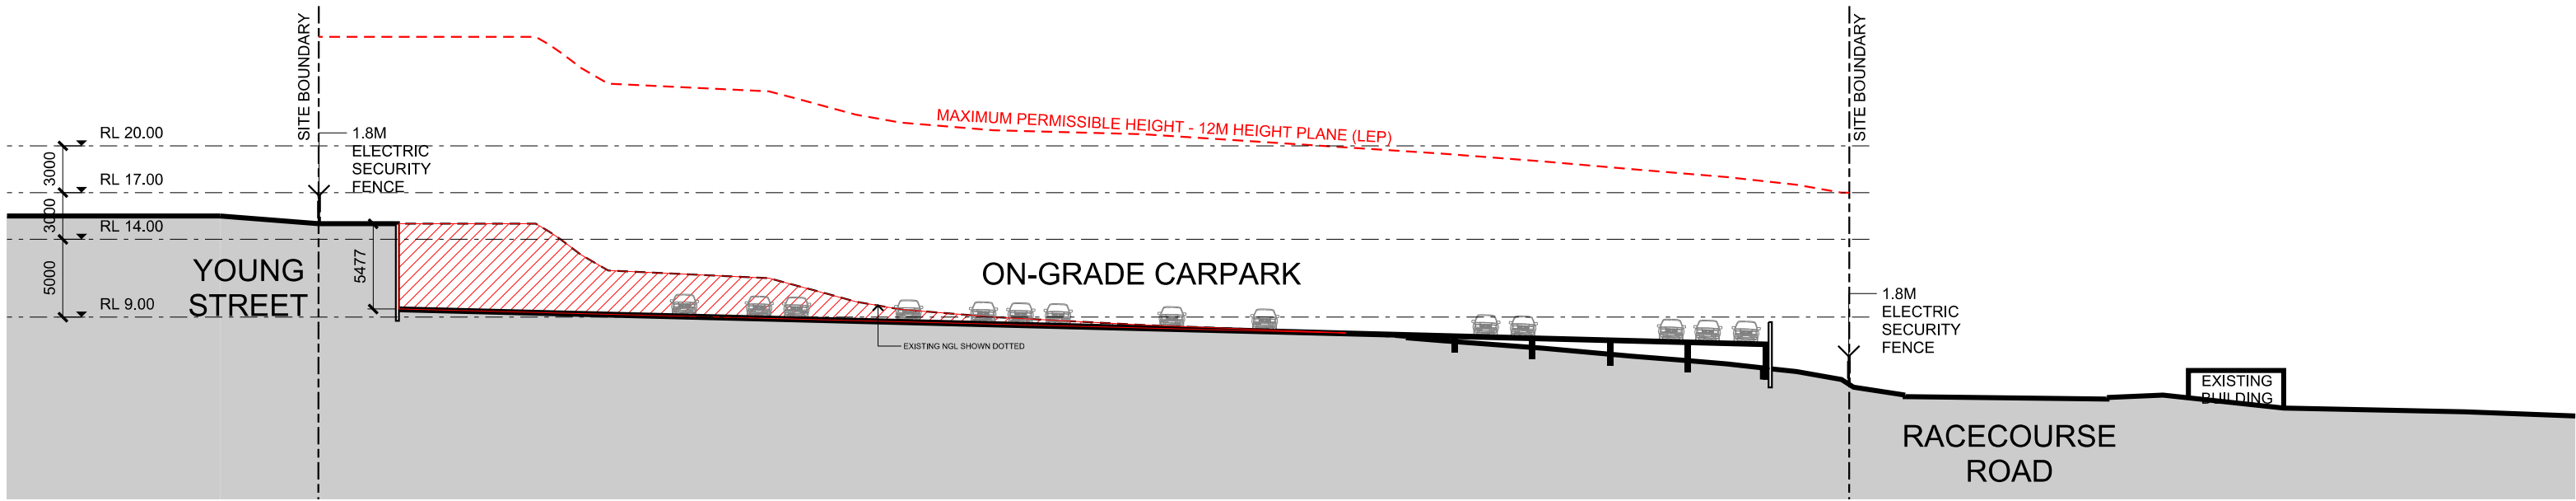 SITE BOUNDARY
RL 20.00
3000
RL 17.00
3000
RL 14.00
5000
RL 9.00
1.8M
ELECTRIC
SECURITY
FENCE
5477
YOUNG
STREET
MAXIMUM PERMISSIBLE HEIGHT - 12M HEIGHT PLANE (LEP)
ON-GRADE CARPARK
EXISTING NGL SHOWN DOTTED
SITE BOUNDARY
1.8M
ELECTRIC
SECURITY
FENCE
EXISTING
BUILDING
RACECOURSE
ROAD